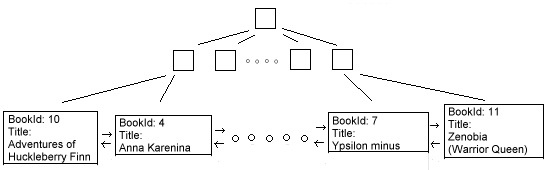 BookId: 10
Title:
Adventures of
Huckleberry Finn
BookId: 4
Title:
Anna Karenina
BookId: 7
Title:
Ypsilon minus
BookId: 11
Title:
Zenobia
(Warrior Queen)